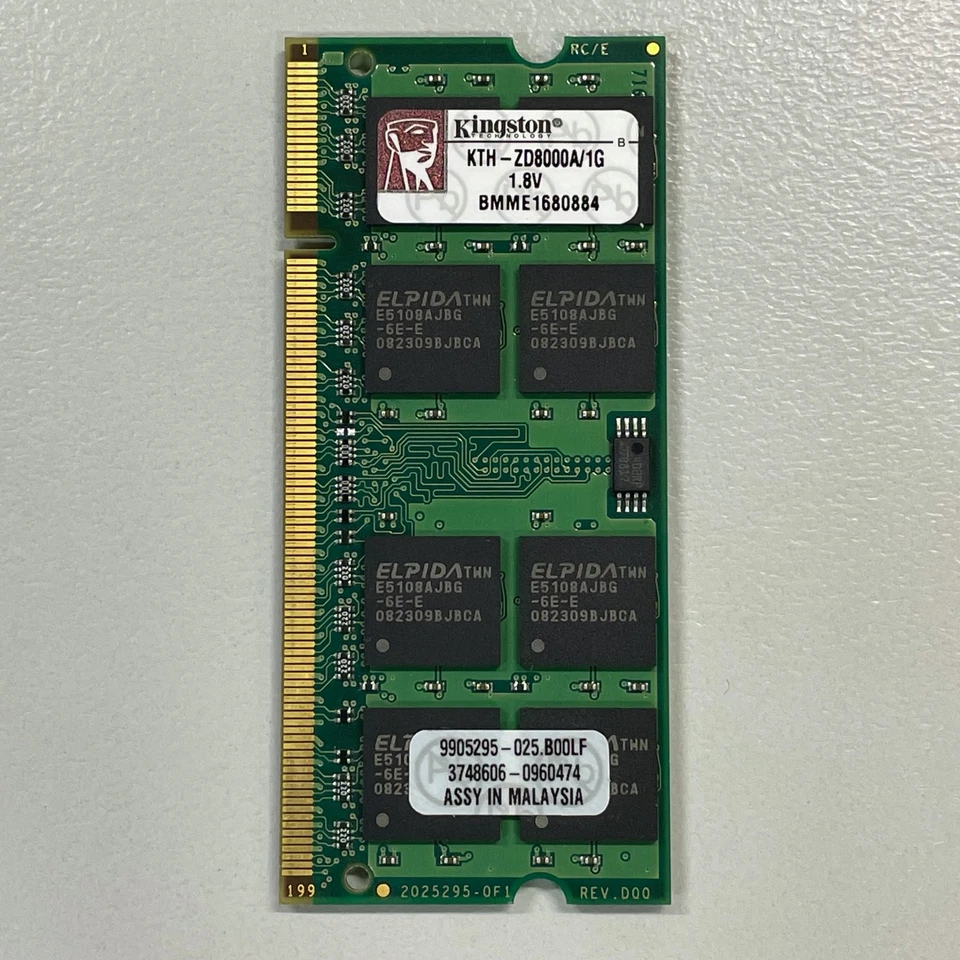 1
RC/E
Kingston®
TECHNOLOGY
B
KTH-ZD8000A/1G
1.8V
BMME1680884
ELPIDA TWN
E5108AJBG
-6E-E
082309BJBCA
ELPIDA TWN
E5108AJBG
-6E-E
082309BJBCA
ELPIDA TWN
E5108AJBG
-6E-E
082309BJBCA
ELPIDA TWN
E5108AJBG
-6E-E
082309BJBCA
9905295-025.B00LF
3748606-0960474
ASSY IN MALAYSIA
199
2025295-0F1
REV.D00